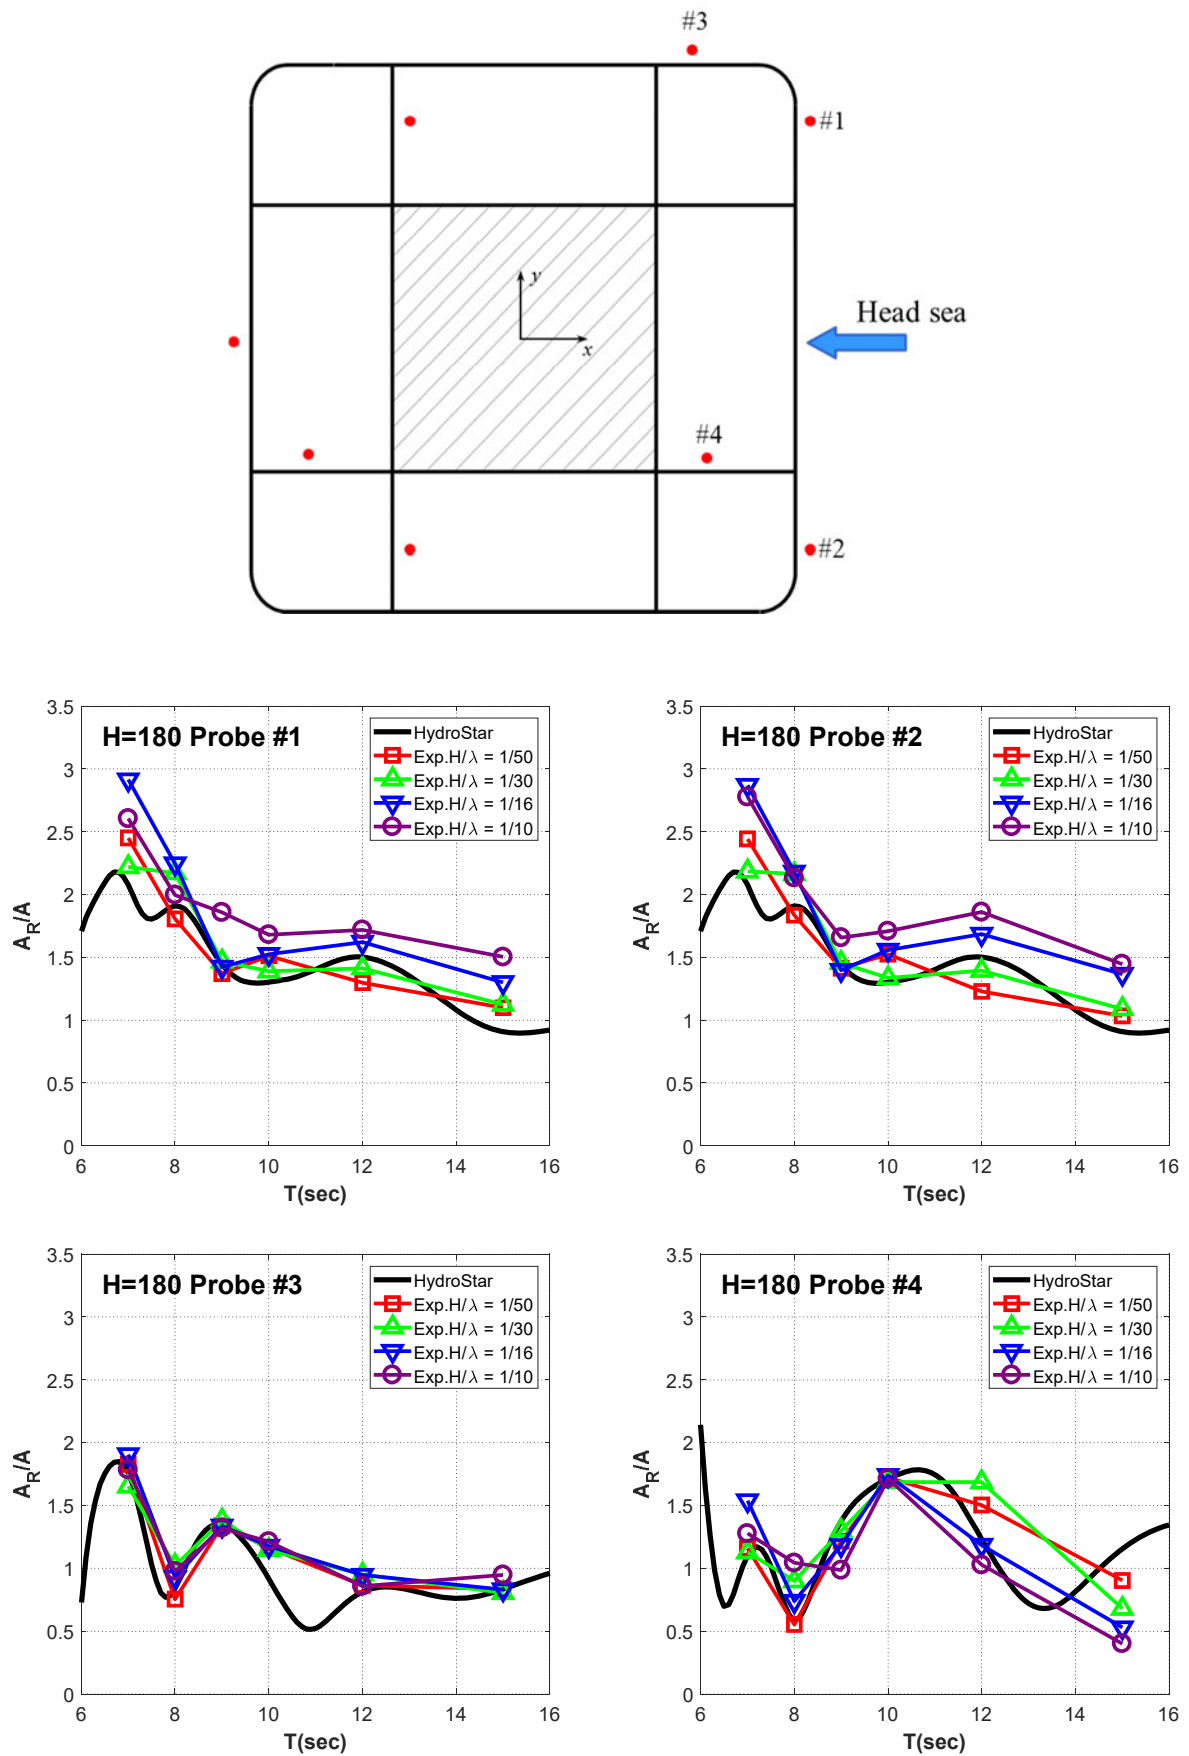 #3
#1
y
x
Head sea
#4
#2
3.5
3
2.5
2
1.5
1
0.5
0
A_R/A
H=180 Probe #1
HydroStar
Exp.H/λ = 1/50
Exp.H/λ = 1/30
Exp.H/λ = 1/16
Exp.H/λ = 1/10
6 8 10 12 14 16
T(sec)
3.5
3
2.5
2
1.5
1
0.5
0
A_R/A
H=180 Probe #2
HydroStar
Exp.H/λ = 1/50
Exp.H/λ = 1/30
Exp.H/λ = 1/16
Exp.H/λ = 1/10
6 8 10 12 14 16
T(sec)
3.5
3
2.5
2
1.5
1
0.5
0
A_R/A
H=180 Probe #3
HydroStar
Exp.H/λ = 1/50
Exp.H/λ = 1/30
Exp.H/λ = 1/16
Exp.H/λ = 1/10
6 8 10 12 14 16
T(sec)
3.5
3
2.5
2
1.5
1
0.5
0
A_R/A
H=180 Probe #4
HydroStar
Exp.H/λ = 1/50
Exp.H/λ = 1/30
Exp.H/λ = 1/16
Exp.H/λ = 1/10
6 8 10 12 14 16
T(sec)